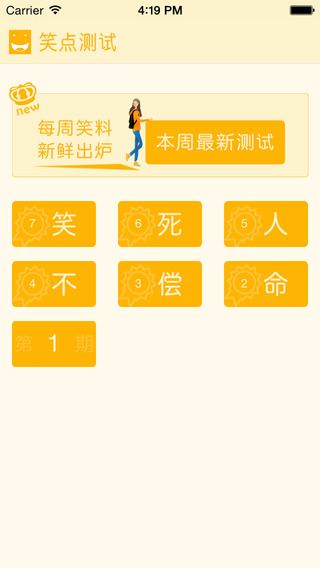 Carrier 4:19 PM
笑点测试
new
每周笑料
新鲜出炉
本周最新测试
7 笑 6 死 5 人
4 不 3 偿 2 命
第 1 期